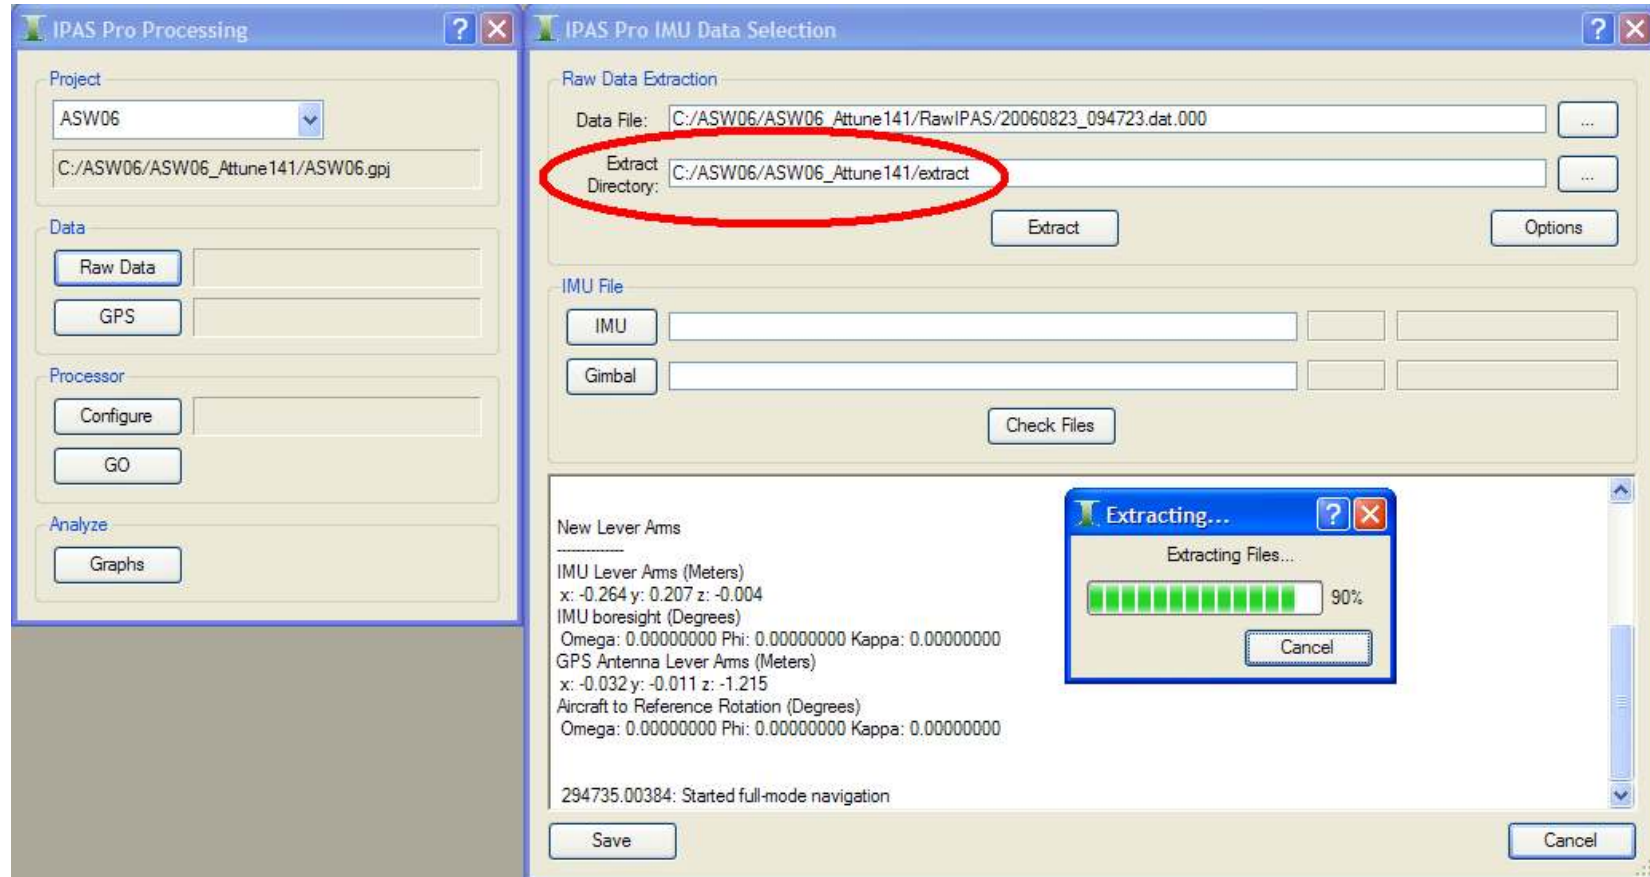 IPAS Pro Processing
Project
ASW06
C:/ASW06/ASW06_Attune141/ASW06.gpj
Data
Raw Data
GPS
Processor
Configure
GO
Analyze
Graphs
IPAS Pro IMU Data Selection
Raw Data Extraction
Data File: C:/ASW06/ASW06_Attune141/RawIPAS/20060823_094723.dat.000 ...
Extract
Directory: C:/ASW06/ASW06_Attune141/extract ...
Extract Options
IMU File
IMU
Gimbal
Check Files
New Lever Arms
--------------
IMU Lever Arms (Meters)
x: -0.264 y: 0.207 z: -0.004
IMU boresight (Degrees)
Omega: 0.00000000 Phi: 0.00000000 Kappa: 0.00000000
GPS Antenna Lever Arms (Meters)
x: -0.032 y: -0.011 z: -1.215
Aircraft to Reference Rotation (Degrees)
Omega: 0.00000000 Phi: 0.00000000 Kappa: 0.00000000
294735.00384: Started full-mode navigation
Extracting...
Extracting Files...
90%
Cancel
Save Cancel